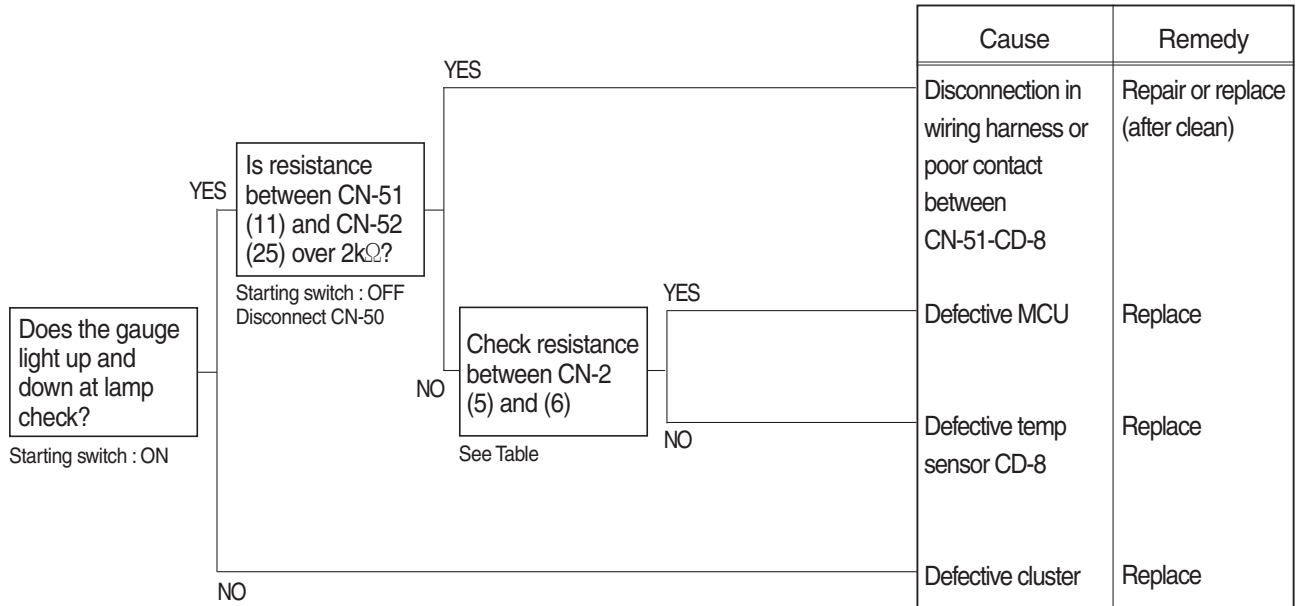 Does the gauge
light up and
down at lamp
check?
Starting switch : ON
YES
Is resistance
between CN-51
(11) and CN-52
(25) over 2kΩ?
Starting switch : OFF
Disconnect CN-50
YES
NO
Check resistance
between CN-2
(5) and (6)
See Table
YES
NO
NO
Cause
Remedy
Disconnection in
wiring harness or
poor contact
between
CN-51-CD-8
Repair or replace
(after clean)
Defective MCU
Replace
Defective temp
sensor CD-8
Replace
Defective cluster
Replace